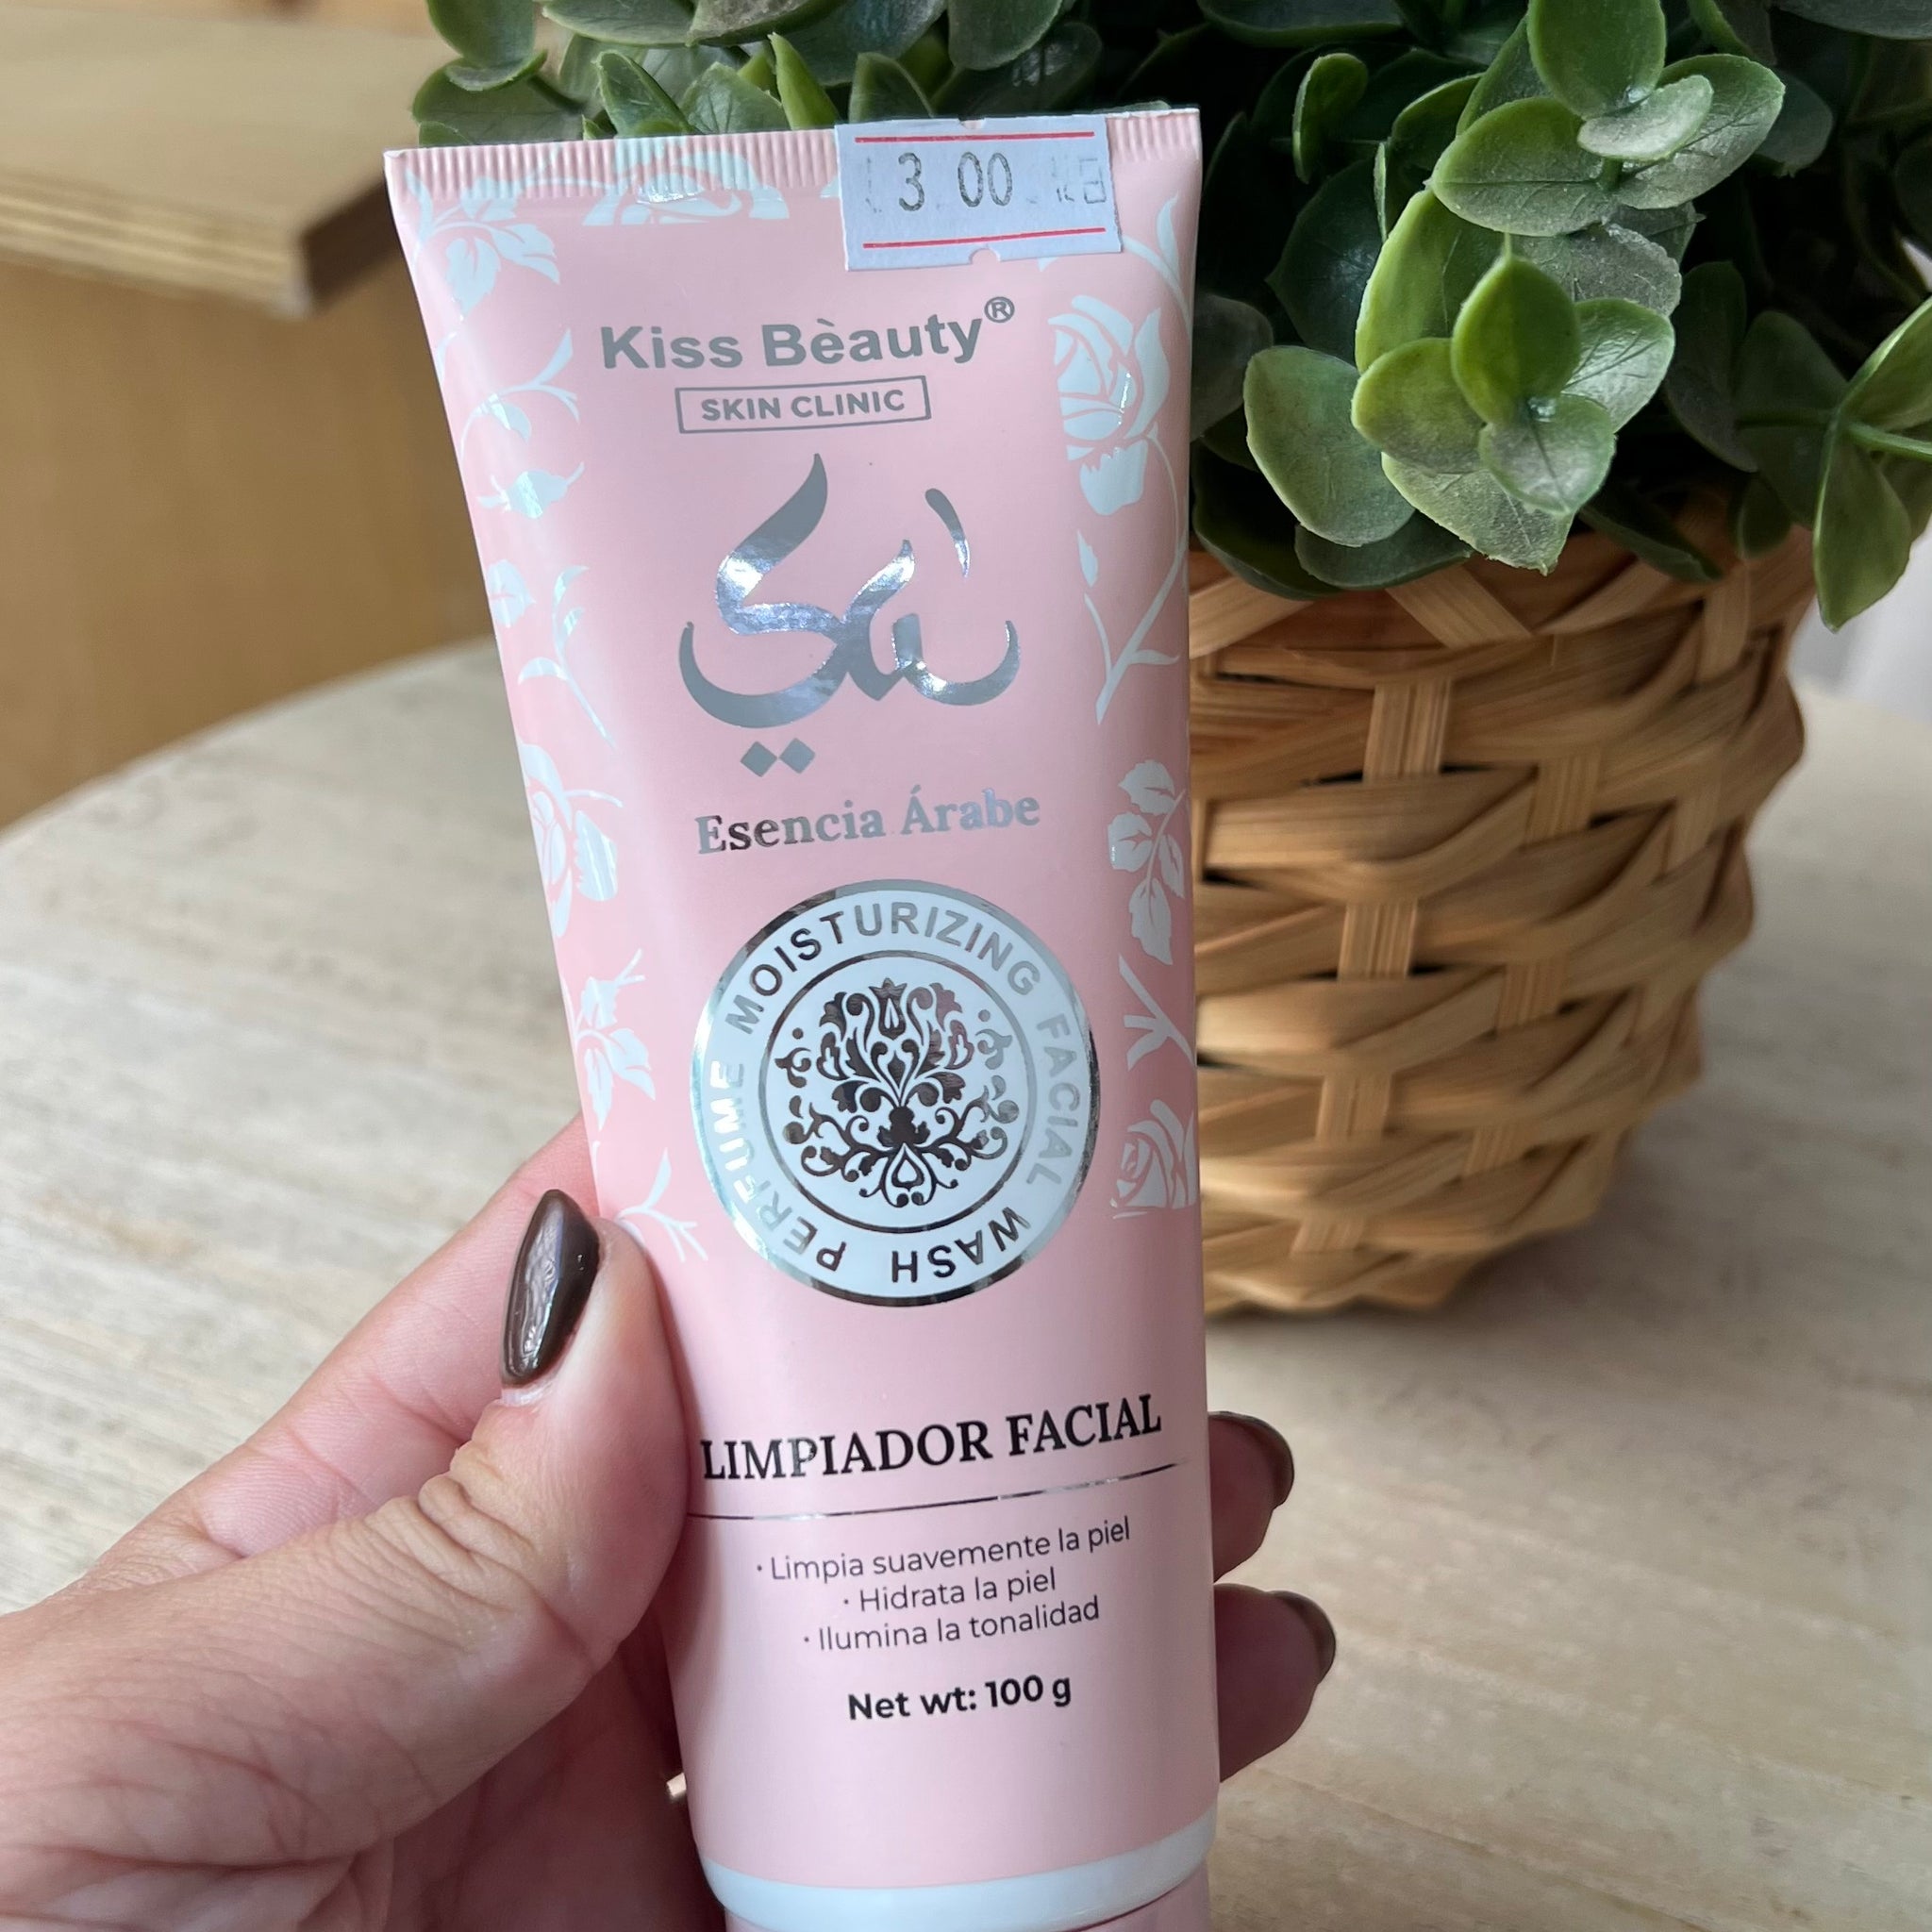 3.00
Kiss Bèauty®
SKIN CLINIC
Esencia Árabe
MOISTURIZING FACIAL WASH PERFUME
LIMPIADOR FACIAL
· Limpia suavemente la piel
· Hidrata la piel
· Ilumina la tonalidad
Net wt: 100 g